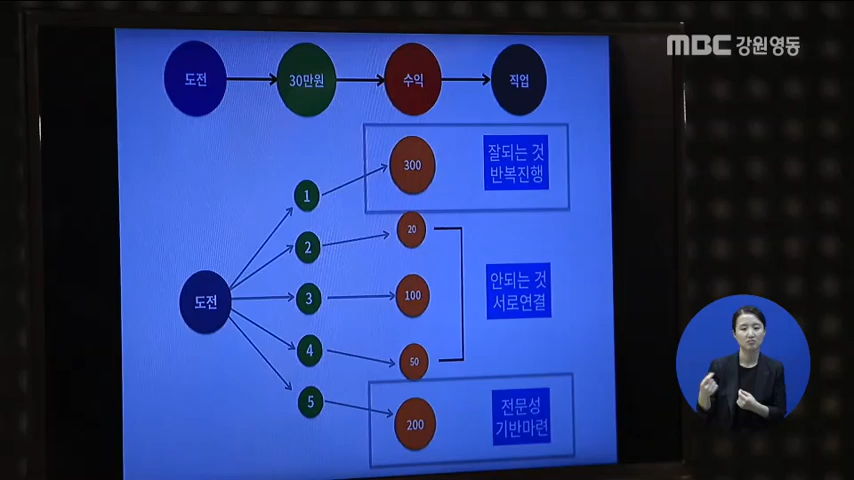 MBC 강원영동
도전 30만원 수익 직업
300
잘되는 것
반복진행
1
20
2
안되는 것
서로연결
도전
3
100
4
50
5
200
전문성
기반마련